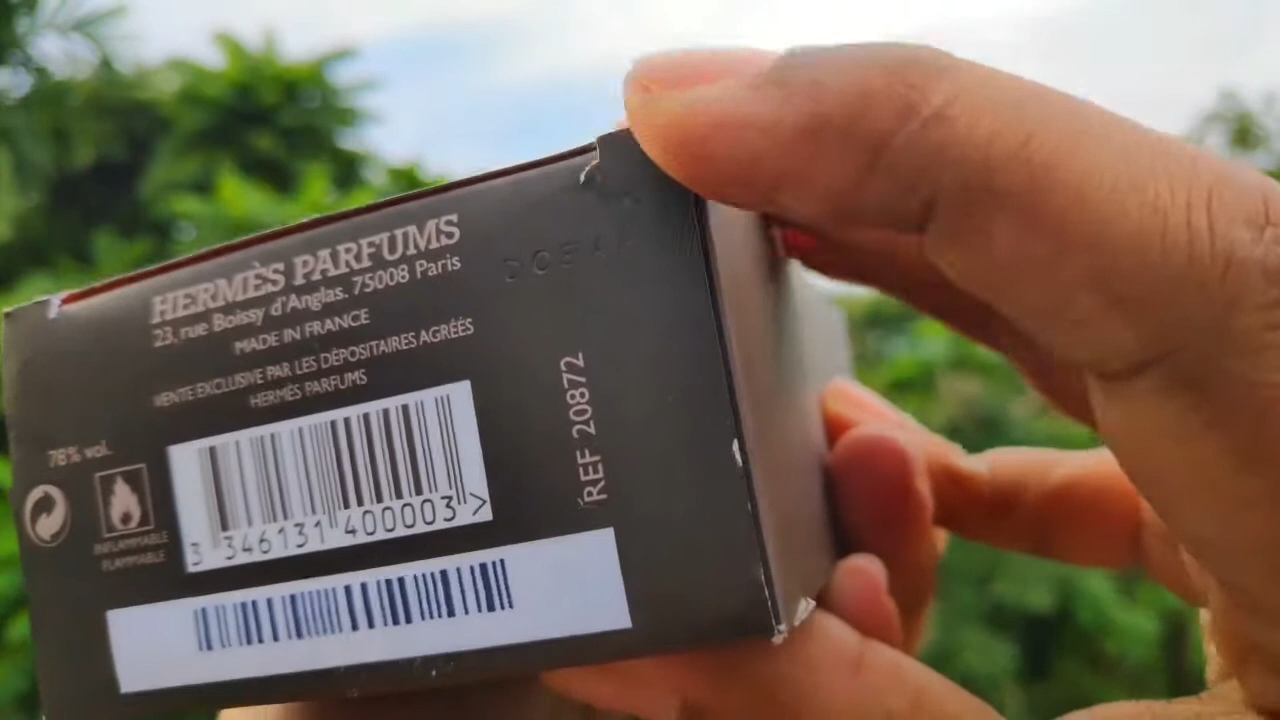 HERMÈS PARFUMS
23, rue Boissy d'Anglas. 75008 Paris
MADE IN FRANCE
VENTE EXCLUSIVE PAR LES DÉPOSITAIRES AGRÉÉS
HERMÈS PARFUMS
REF 20872
78% vol.
INFLAMMABLE
FLAMMABLE
3 346131 400003 >